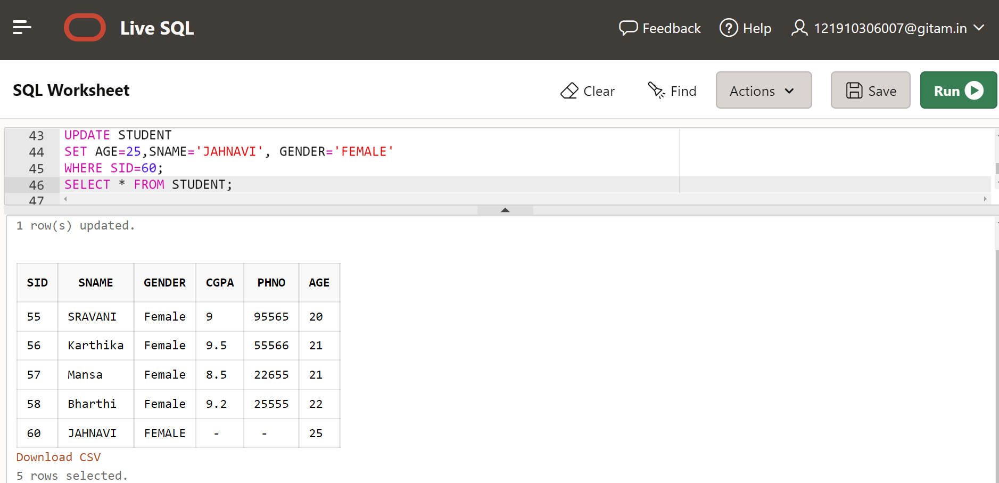 Live SQL
Feedback
Help
121910306007@gitam.in
SQL Worksheet
Clear
Find
Actions
Save
Run
43 UPDATE STUDENT
44 SET AGE=25,SNAME='JAHNAVI', GENDER='FEMALE'
45 WHERE SID=60;
46 SELECT * FROM STUDENT;
47
1 row(s) updated.
SID SNAME GENDER CGPA PHNO AGE
55 SRAVANI Female 9 95565 20
56 Karthika Female 9.5 55566 21
57 Mansa Female 8.5 22655 21
58 Bharthi Female 9.2 25555 22
60 JAHNAVI FEMALE - - 25
Download CSV
5 rows selected.